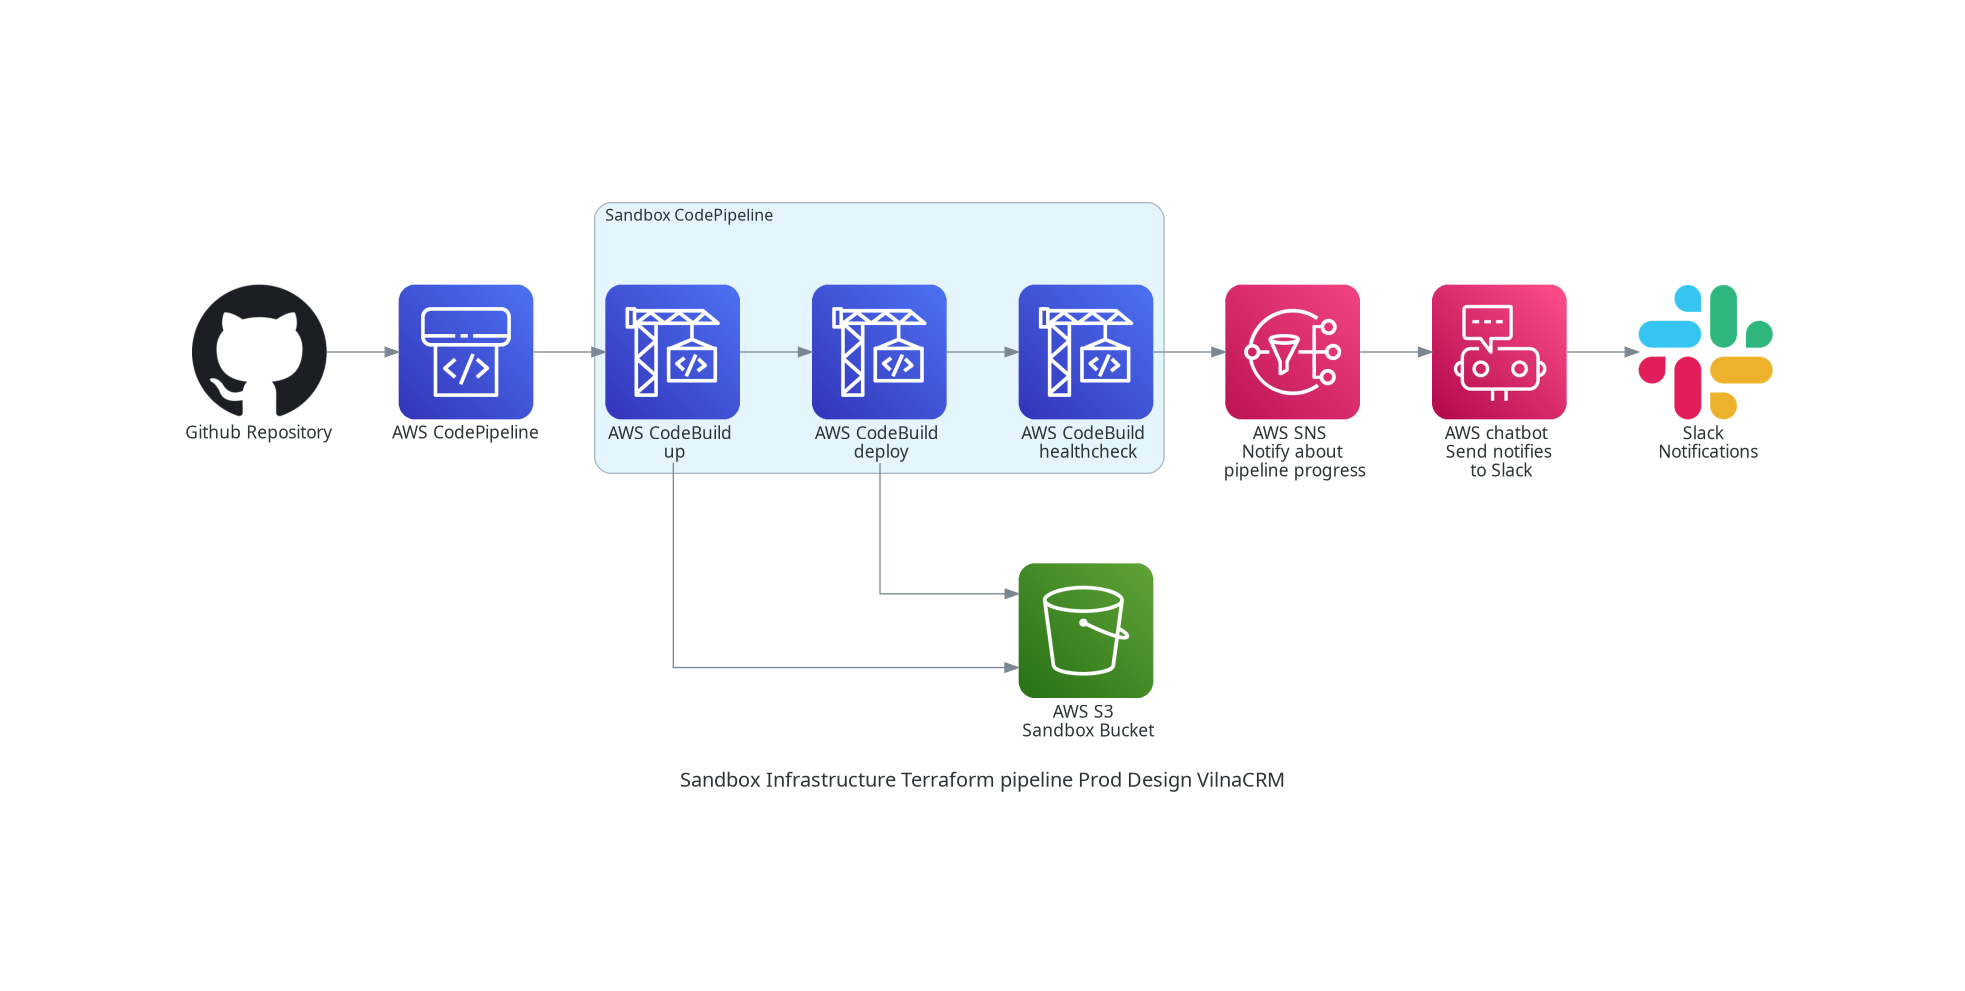 Sandbox CodePipeline
Github Repository
AWS CodePipeline
AWS CodeBuild
up
AWS CodeBuild
deploy
AWS CodeBuild
healthcheck
AWS SNS
Notify about
pipeline progress
AWS chatbot
Send notifies
to Slack
Slack
Notifications
AWS S3
Sandbox Bucket
Sandbox Infrastructure Terraform pipeline Prod Design VilnaCRM